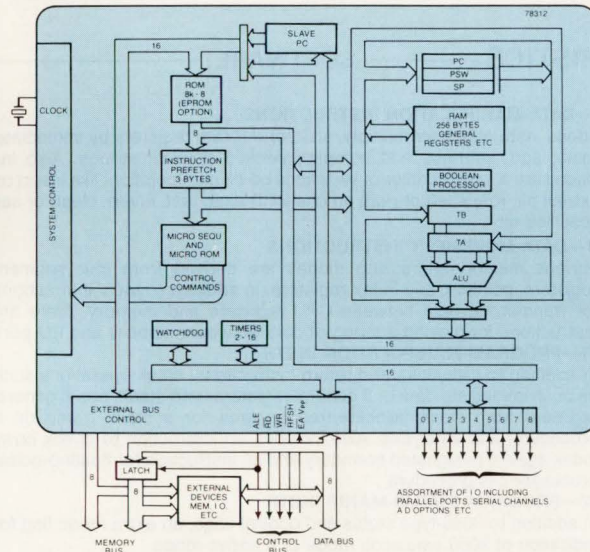 78312
SLAVE
PC
16
ROM
8k - 8
(EPROM
OPTION)
8
INSTRUCTION
PREFETCH
3 BYTES
MICRO SEQU
AND
MICRO ROM
CONTROL
COMMANDS
CLOCK
SYSTEM CONTROL
PC
PSW
SP
RAM
256 BYTES
GENERAL
REGISTERS. ETC
BOOLEAN
PROCESSOR
TB
TA
ALU
16
16
WATCHDOG
TIMERS
2 - 16
EXTERNAL BUS
CONTROL
ALE
RD
WR
RFSH
EA VPP
0 1 2 3 4 5 6 7 8
8
LATCH
8
EXTERNAL
DEVICES
MEM. I.O.
ETC
8
MEMORY
BUS
CONTROL
BUS
DATA BUS
ASSORTMENT OF I O INCLUDING
PARALLEL PORTS, SERIAL CHANNELS
A D OPTIONS. ETC